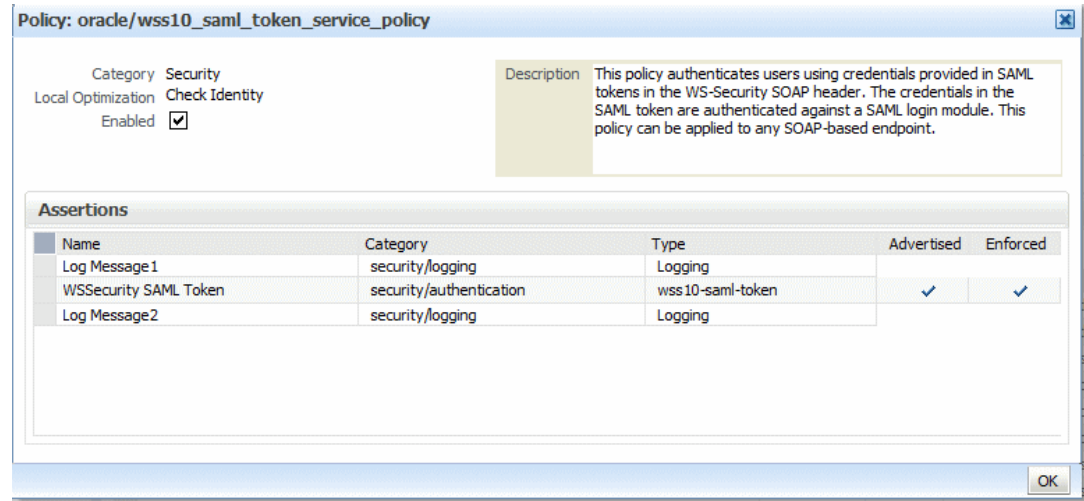 Policy: oracle/wss10_saml_token_service_policy
Category Security
Local Optimization Check Identity
Enabled
Description This policy authenticates users using credentials provided in SAML
tokens in the WS-Security SOAP header. The credentials in the
SAML token are authenticated against a SAML login module. This
policy can be applied to any SOAP-based endpoint.
Assertions
Name Category Type Advertised Enforced
Log Message1 security/logging Logging
WSSecurity SAML Token security/authentication wss10-saml-token
Log Message2 security/logging Logging
OK